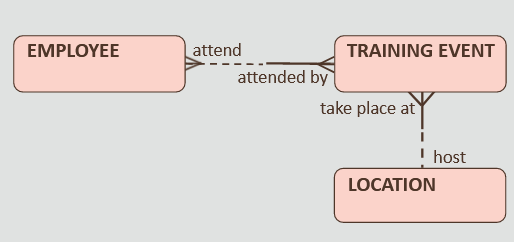 EMPLOYEE
attend
attended by
TRAINING EVENT
take place at
host
LOCATION